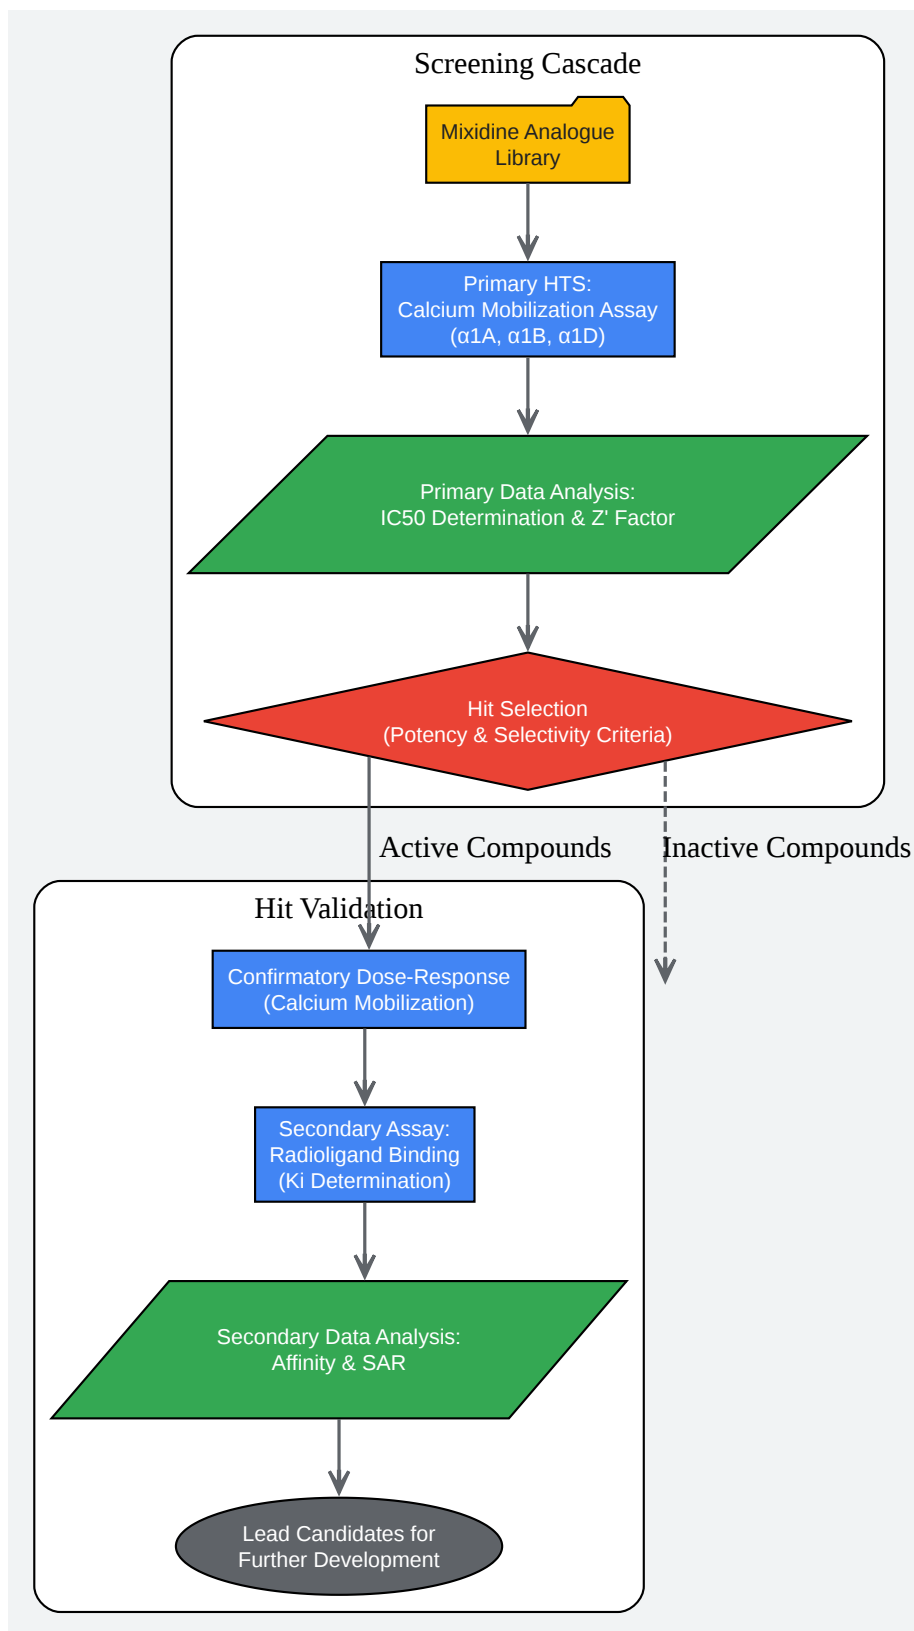 Screening Cascade
Mixidine Analogue
Library
Primary HTS:
Calcium Mobilization Assay
(α1A, α1B, α1D)
Primary Data Analysis:
IC50 Determination & Z' Factor
Hit Selection
(Potency & Selectivity Criteria)
Active Compounds
Inactive Compounds
Hit Validation
Confirmatory Dose-Response
(Calcium Mobilization)
Secondary Assay:
Radioligand Binding
(Ki Determination)
Secondary Data Analysis:
Affinity & SAR
Lead Candidates for
Further Development